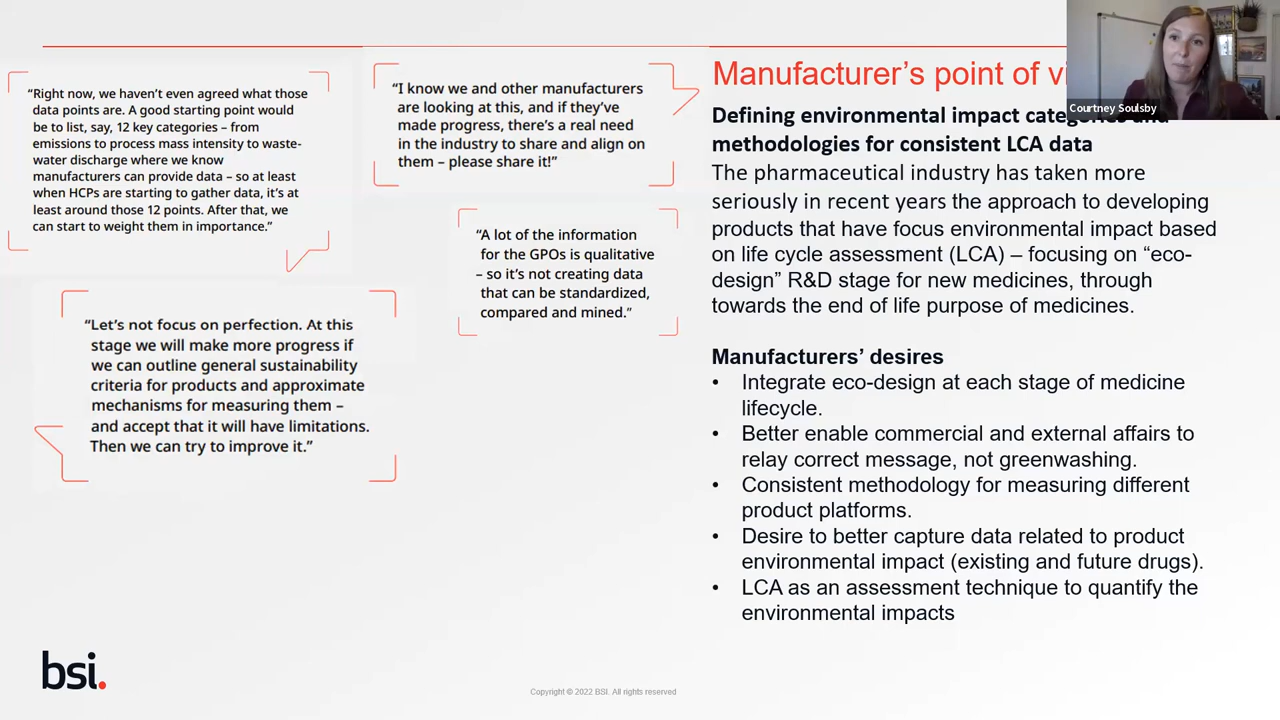 “Right now, we haven’t even agreed what those
data points are. A good starting point would
be to list, say, 12 key categories – from
emissions to process mass intensity to waste-
water discharge where we know
manufacturers can provide data – so at least
when HCPs are starting to gather data, it’s at
least around those 12 points. After that, we
can start to weight them in importance.”
“I know we and other manufacturers
are looking at this, and if they’ve
made progress, there’s a real need
in the industry to share and align on
them – please share it!”
“A lot of the information
for the GPOs is qualitative
– so it’s not creating data
that can be standardized,
compared and mined.”
“Let’s not focus on perfection. At this
stage we will make more progress if
we can outline general sustainability
criteria for products and approximate
mechanisms for measuring them –
and accept that it will have limitations.
Then we can try to improve it.”
Manufacturer’s point of
Courtney Soulsby
Defining environmental impact categories and
methodologies for consistent LCA data
The pharmaceutical industry has taken more
seriously in recent years the approach to developing
products that have focus environmental impact based
on life cycle assessment (LCA) – focusing on “eco-
design” R&D stage for new medicines, through
towards the end of life purpose of medicines.
Manufacturers’ desires
• Integrate eco-design at each stage of medicine
lifecycle.
• Better enable commercial and external affairs to
relay correct message, not greenwashing.
• Consistent methodology for measuring different
product platforms.
• Desire to better capture data related to product
environmental impact (existing and future drugs).
• LCA as an assessment technique to quantify the
environmental impacts
bsi.
Copyright © 2022 BSI. All rights reserved